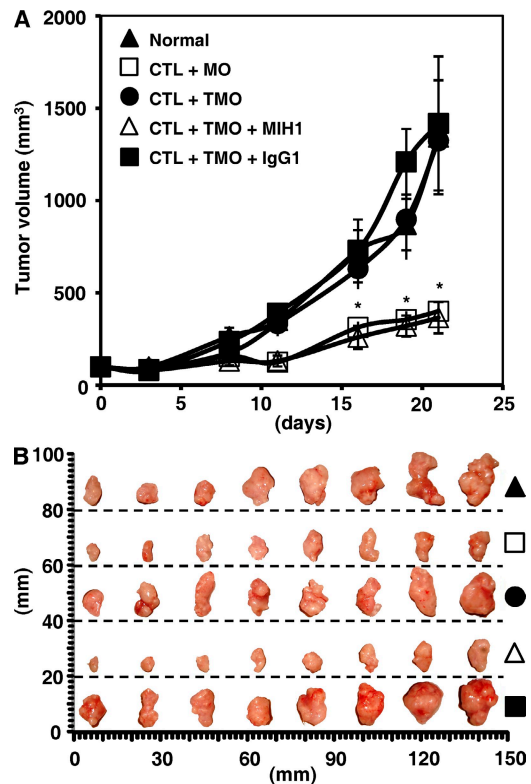 A
2000
1500
1000
500
0
Tumor volume (mm³)
Normal
CTL + MO
CTL + TMO
CTL + TMO + MIH1
CTL + TMO + IgG1
*
*
*
*
0 5 10 15 20 25
(days)
B
100
80
60
40
20
0
(mm)
0 30 60 90 120 150
(mm)